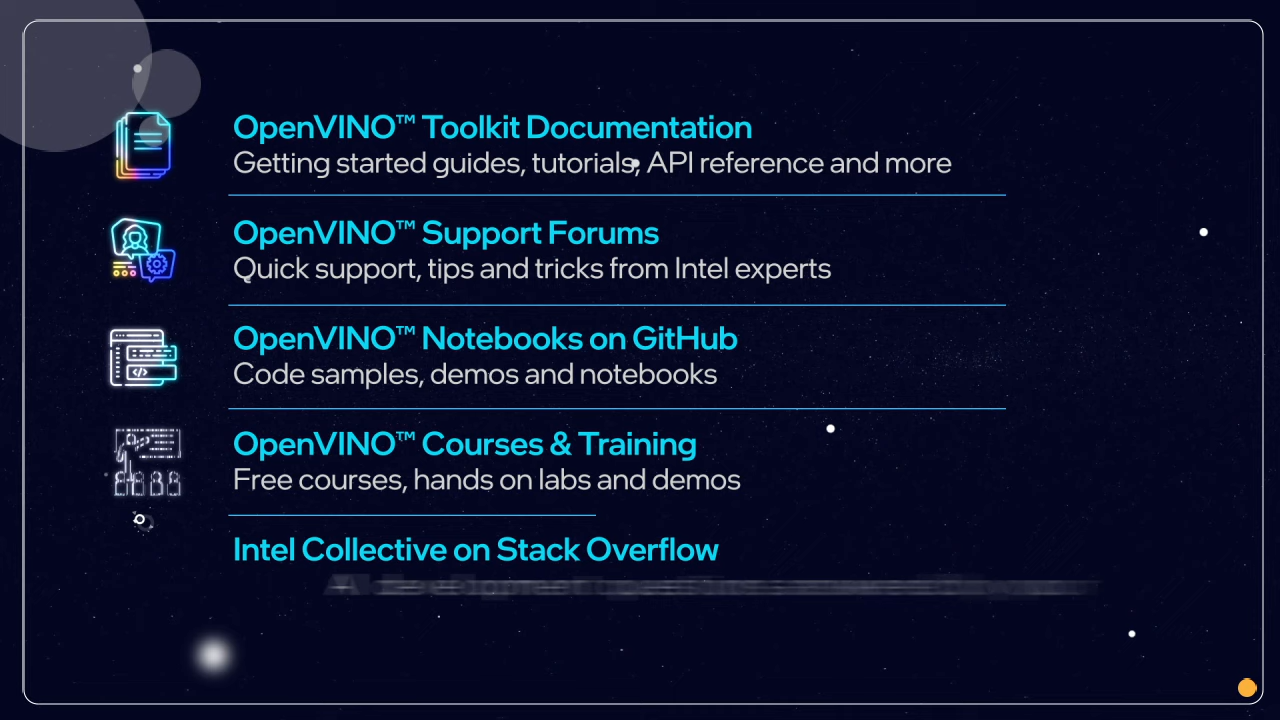 OpenVINO™ Toolkit Documentation
Getting started guides, tutorials, API reference and more
OpenVINO™ Support Forums
Quick support, tips and tricks from Intel experts
OpenVINO™ Notebooks on GitHub
Code samples, demos and notebooks
OpenVINO™ Courses & Training
Free courses, hands on labs and demos
Intel Collective on Stack Overflow